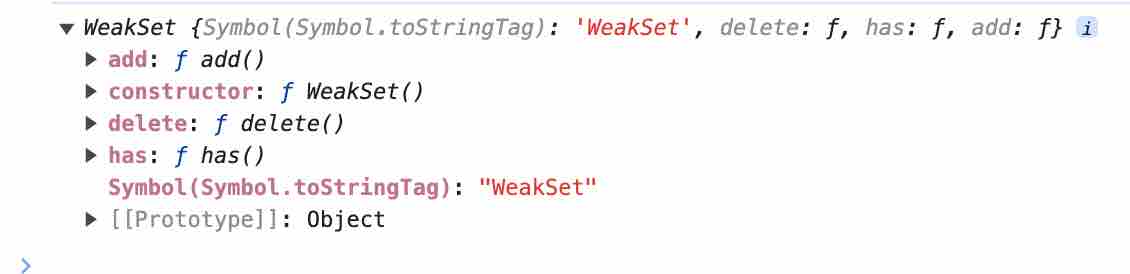 ▼ WeakSet {Symbol(Symbol.toStringTag): 'WeakSet', delete: ƒ, has: ƒ, add: ƒ} i
▶ add: ƒ add()
▶ constructor: ƒ WeakSet()
▶ delete: ƒ delete()
▶ has: ƒ has()
Symbol(Symbol.toStringTag): "WeakSet"
▶ [[Prototype]]: Object
>